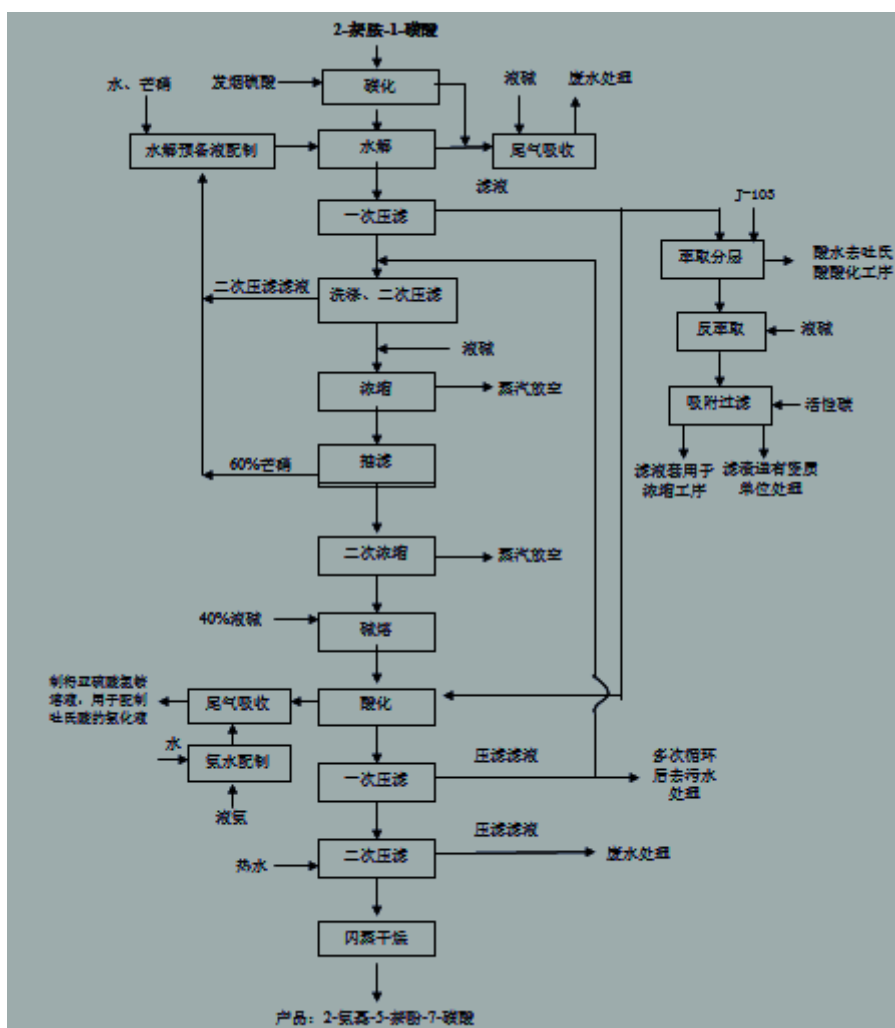 2-萘胺-1-磺酸
发烟硫酸
磺化
水、芒硝
液碱
废水处理
水解预备液配制
水解
尾气吸收
滤液
J-105
一次压滤
萃取分层
酸水去吐氏
酸酸化工序
二次压滤滤液
洗涤、二次压滤
反萃取
液碱
液碱
浓缩
蒸汽放空
吸附过滤
活性碳
60%芒硝
抽滤
滤液套用于
浓缩工序
滤渣送有资质
单位处理
二次浓缩
蒸汽放空
40%液碱
碱熔
制得亚硫酸氢铵
溶液，用于配制
吐氏酸的氨化液
尾气吸收
酸化
水
氨水配制
液氨
一次压滤
压滤滤液
多次循环
后去污水
处理
压滤滤液
热水
二次压滤
废水处理
闪蒸干燥
产品：2-氨基-5-萘酚-7-磺酸